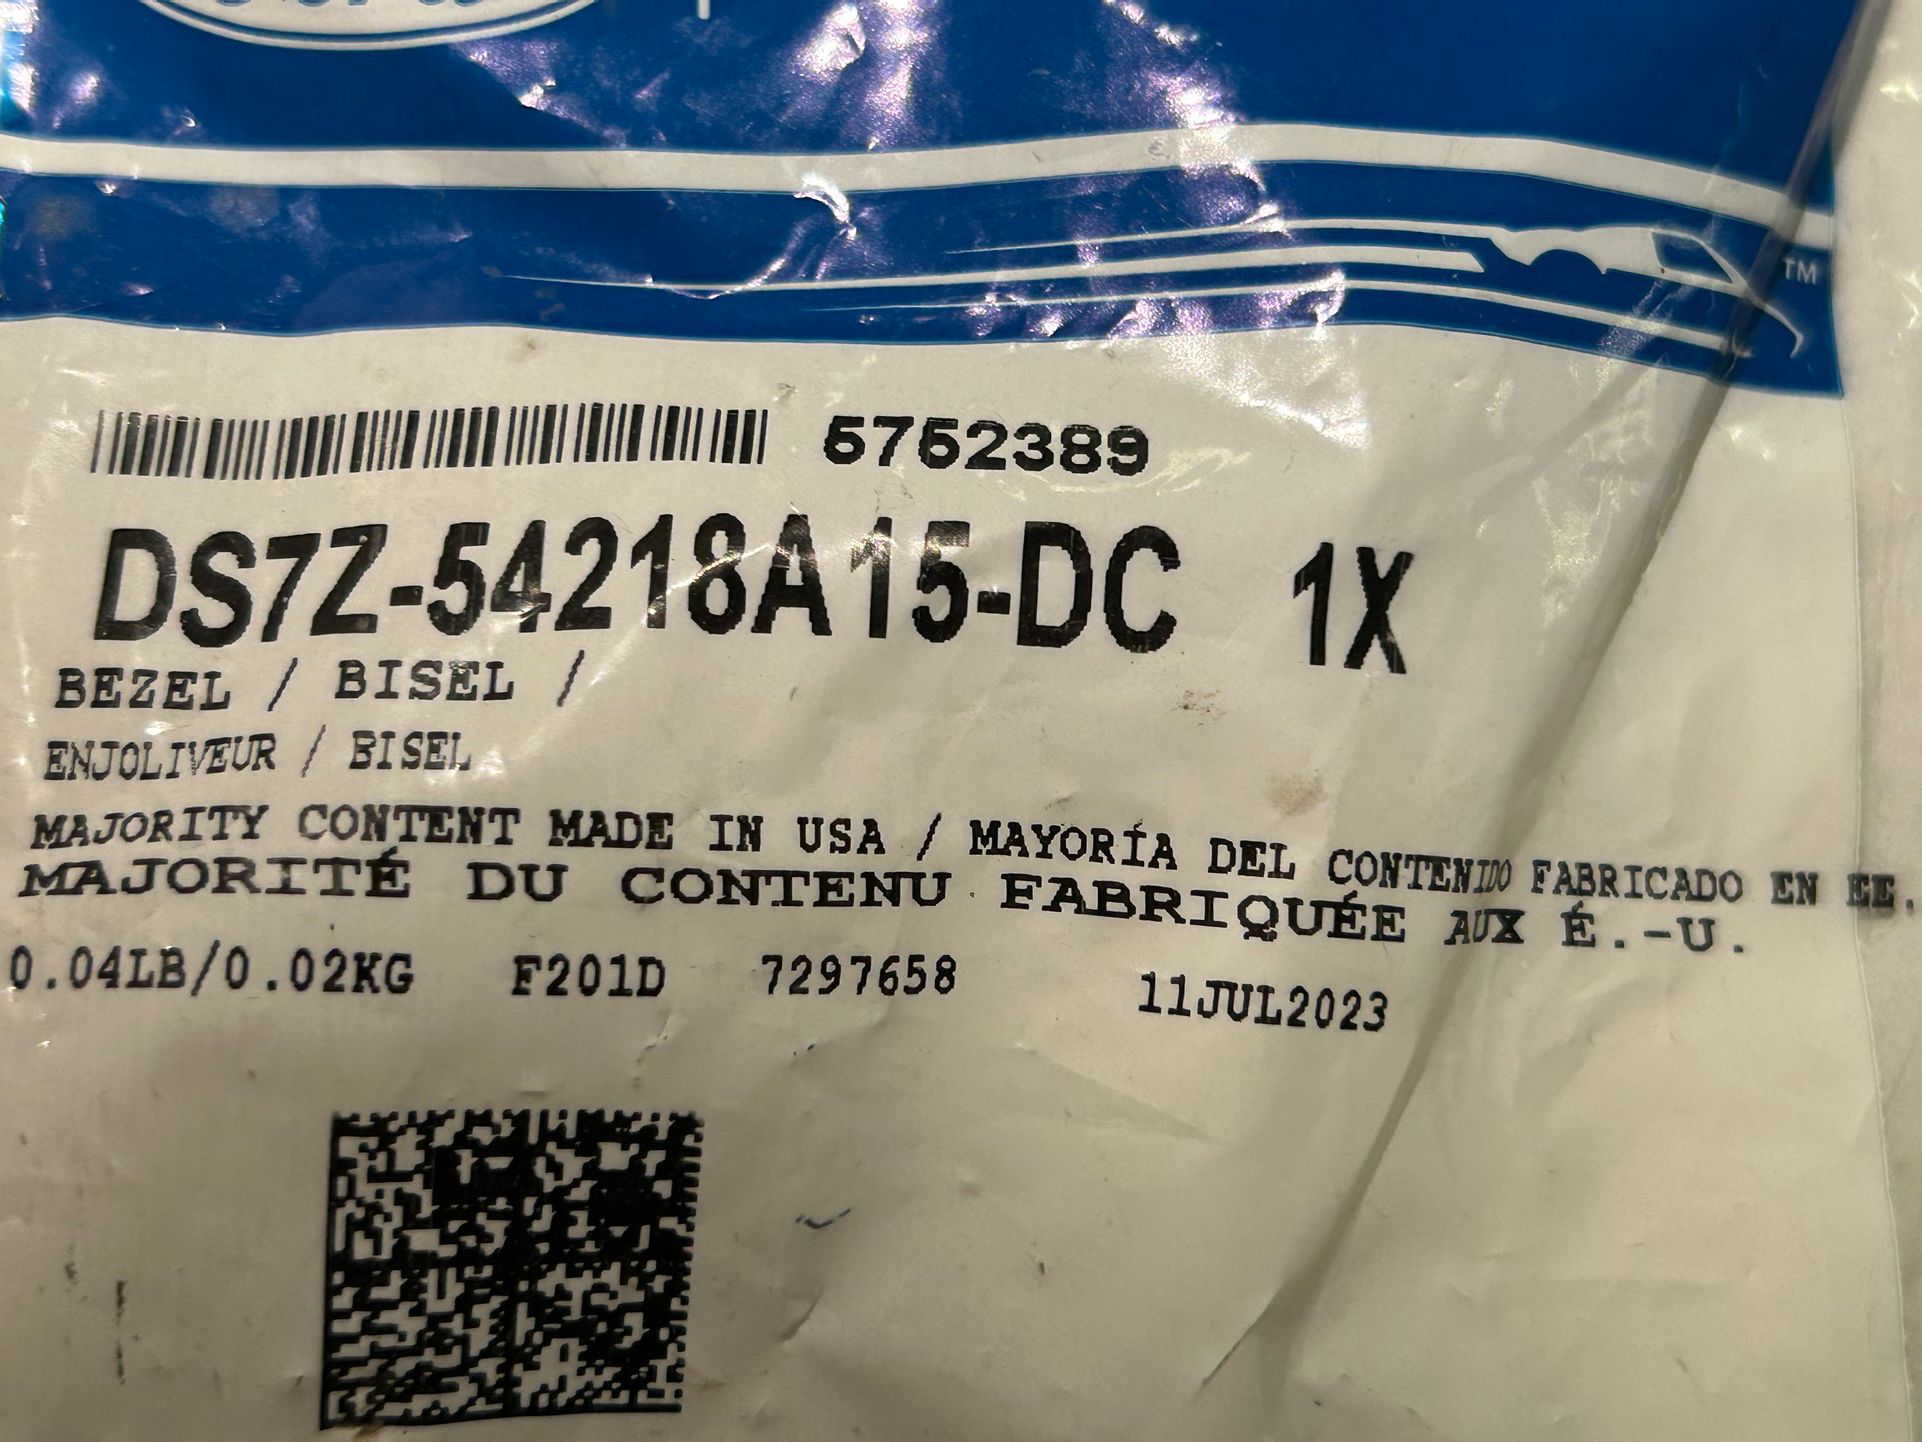 TM
5752389
DS7Z-54218A15-DC 1X
BEZEL / BISEL /
ENJOLIVEUR / BISEL
MAJORITY CONTENT MADE IN USA / MAYORÍA DEL CONTENIDO FABRICADO EN EE.
MAJORITÉ DU CONTENU FABRIQUÉE AUX É.-U.
0.04LB/0.02KG F201D 7297658 11JUL2023